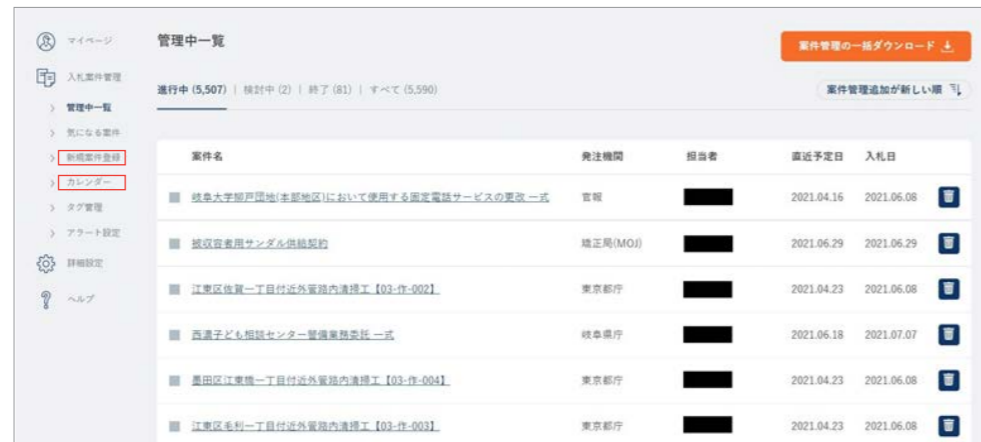 マイページ
入札案件管理
管理中一覧
気になる案件
新規案件登録
カレンダー
タグ管理
アラート設定
詳細設定
ヘルプ
管理中一覧
案件管理の一括ダウンロード
進行中 (5,507) | 検討中 (2) | 終了 (81) | すべて (5,590)
案件管理追加が新しい順
案件名 発注機関 担当者 直近予定日 入札日
岐阜大学柳戸団地(本部地区)において使用する固定電話サービスの更改 一式 官報 2021.04.16 2021.06.08
被収容者用サンダル供給契約 矯正局(MOJ) 2021.06.29 2021.06.29
江東区佐賀一丁目付近外管路内清掃工【03-作-002】 東京都庁 2021.04.23 2021.06.08
西濃子ども相談センター警備業務委託 一式 岐阜県庁 2021.06.18 2021.07.07
墨田区江東橋一丁目付近外管路内清掃工【03-作-004】 東京都庁 2021.04.23 2021.06.08
江東区毛利一丁目付近外管路内清掃工【03-作-003】 東京都庁 2021.04.23 2021.06.08